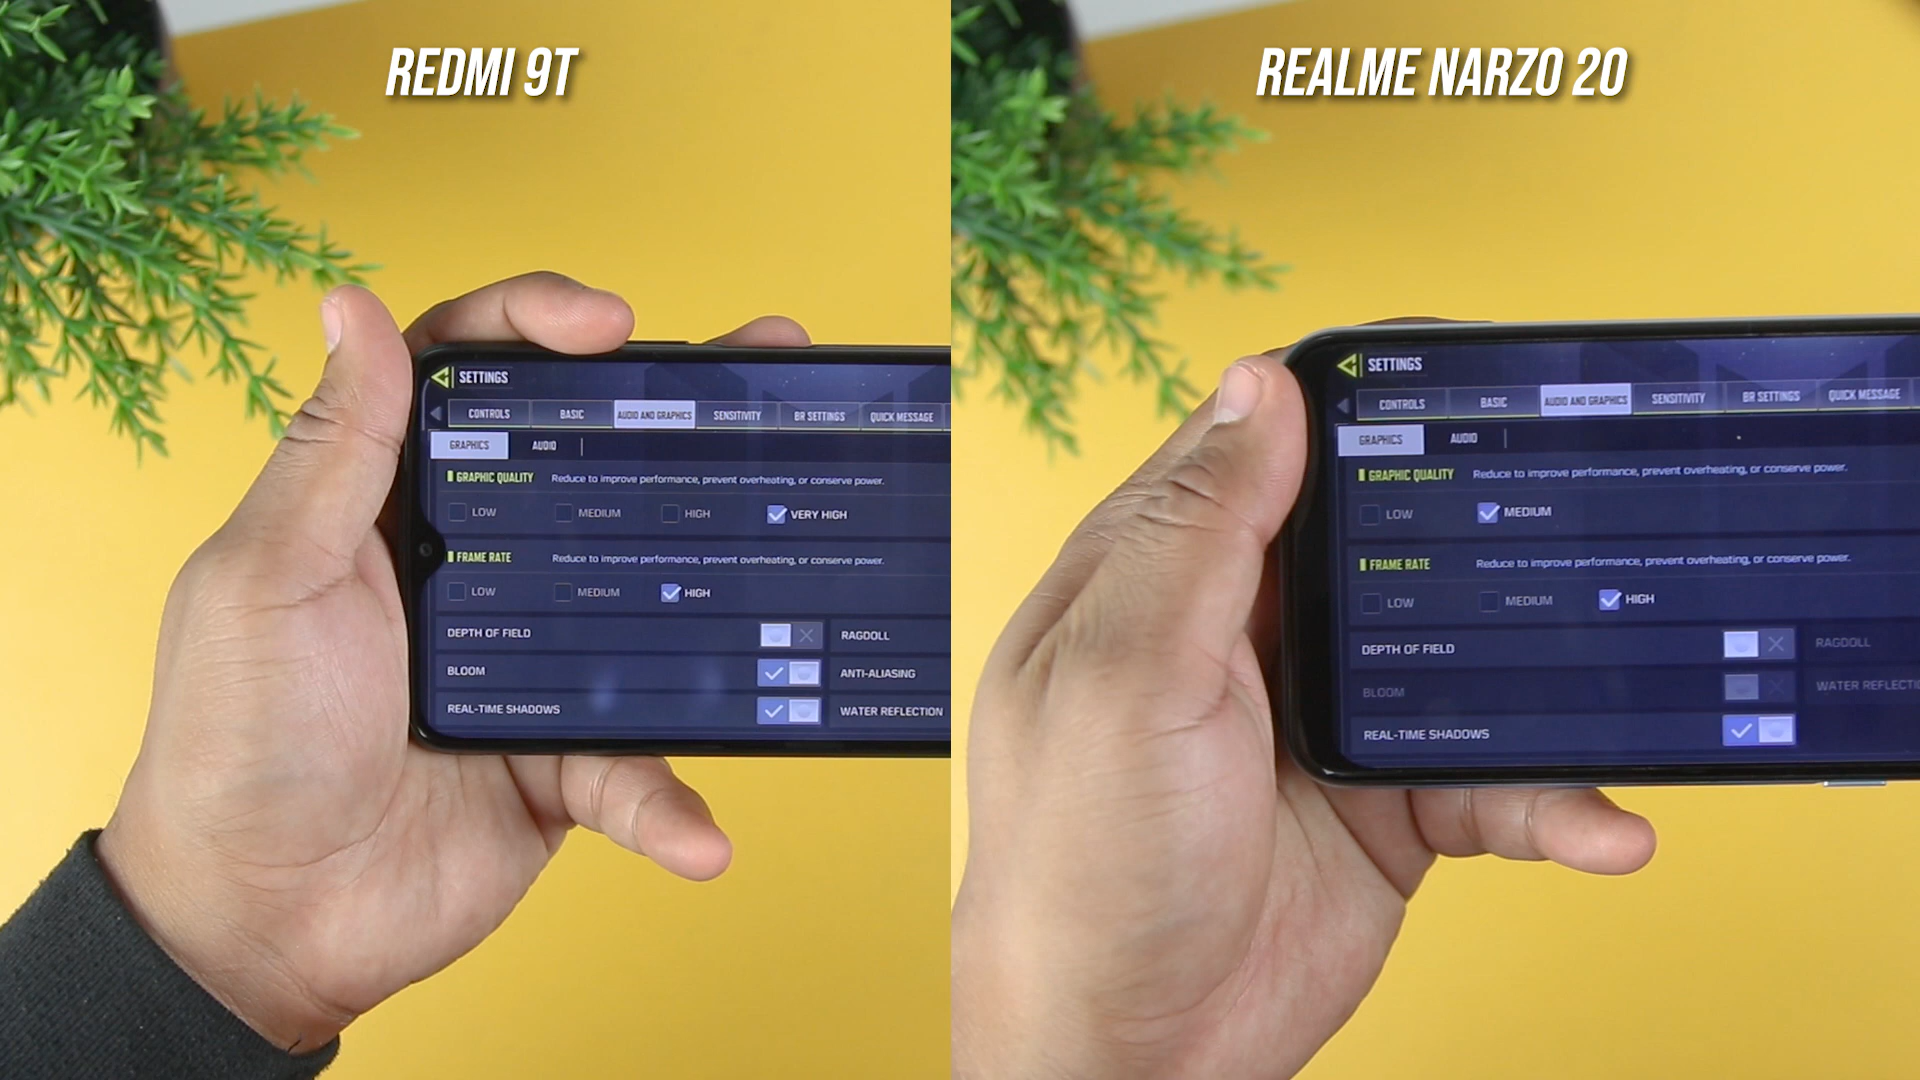 REDMI 9T
SETTINGS
CONTROLS BASIC AUDIO AND GRAPHICS SENSITIVITY BR SETTINGS QUICK MESSAGE
GRAPHICS AUDIO
GRAPHIC QUALITY Reduce to improve performance, prevent overheating, or conserve power.
LOW MEDIUM HIGH VERY HIGH
FRAME RATE Reduce to improve performance, prevent overheating, or conserve power.
LOW MEDIUM HIGH
DEPTH OF FIELD RAGDOLL
BLOOM ANTI-ALIASING
REAL-TIME SHADOWS WATER REFLECTION
REALME NARZO 20
SETTINGS
CONTROLS BASIC AUDIO AND GRAPHICS SENSITIVITY BR SETTINGS QUICK MESSAGE
GRAPHICS AUDIO
GRAPHIC QUALITY Reduce to improve performance, prevent overheating, or conserve power.
LOW MEDIUM
FRAME RATE Reduce to improve performance, prevent overheating, or conserve power.
LOW MEDIUM HIGH
DEPTH OF FIELD RAGDOLL
BLOOM WATER REFLECTI
REAL-TIME SHADOWS